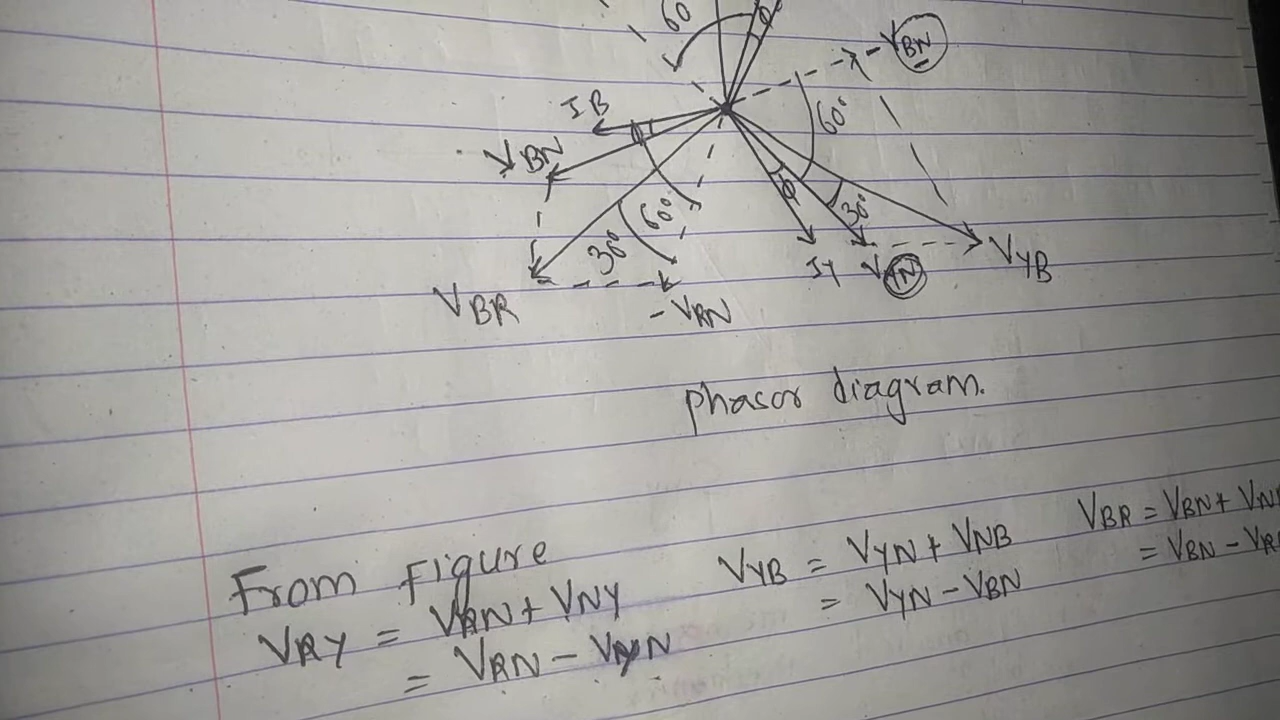 60°
φ
-VBN
60°
IB
φ
VBN
60°
30°
φ
30°
VBR
-VRN
IY
VYB
phasor diagram.
From Figure
VRY = VRN + VNY
= VRN - VYN
VYB = VYN + VNB
= VYN - VBN
VBR = VBN + VN
= VBN - VR